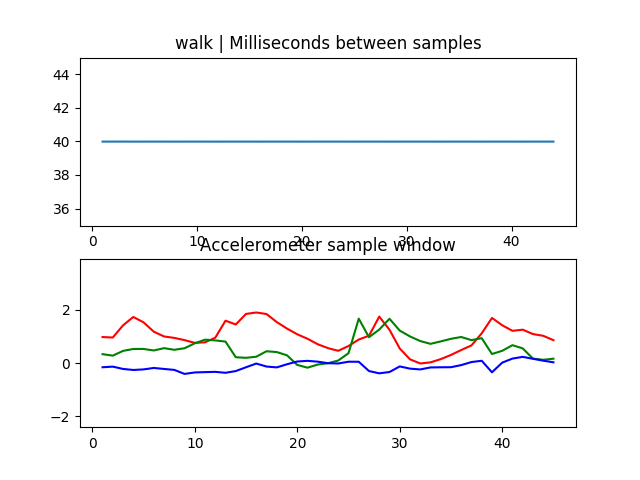 walk | Milliseconds between samples
44
42
40
38
36
0 10 20 30 40
Accelerometer sample window
2
0
−2
0 10 20 30 40